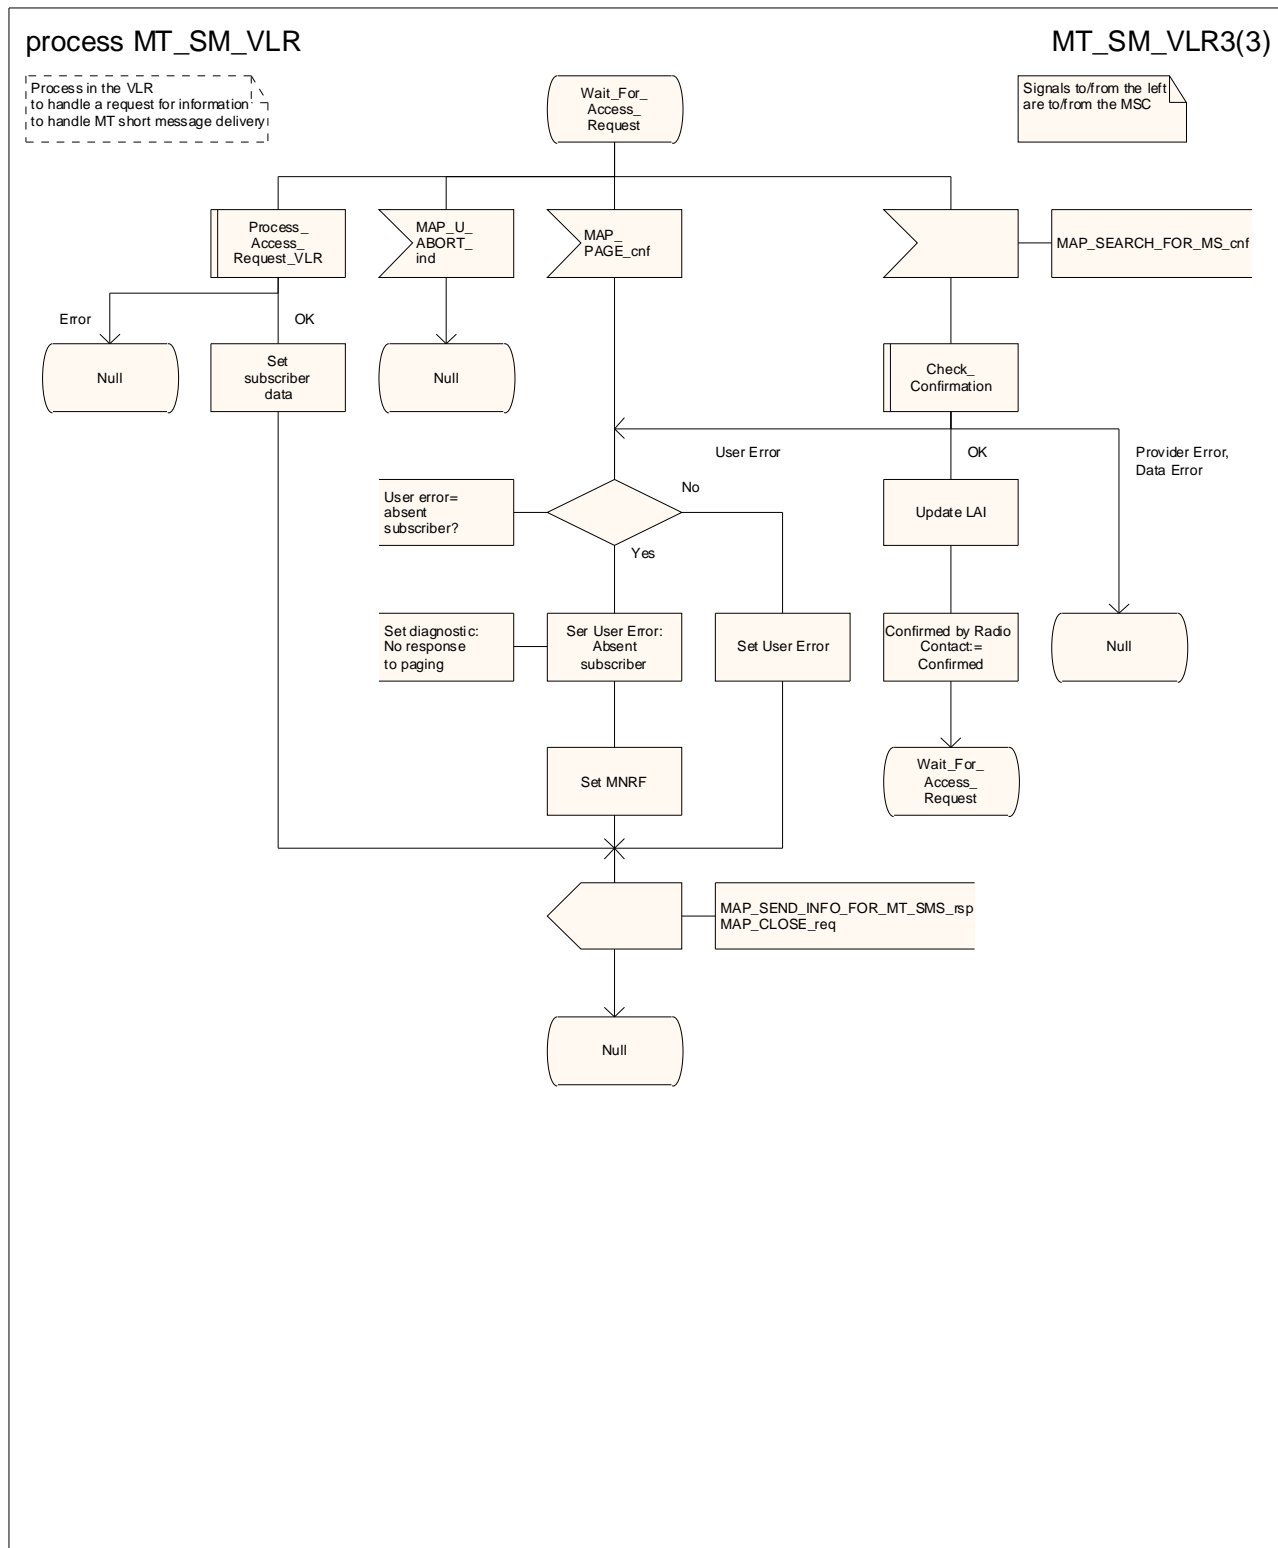 process MT_SM_VLR
MT_SM_VLR3(3)
Process in the VLR
to handle a request for information
to handle MT short message delivery
Wait_For_
Access_
Request
Signals to/from the left
are to/from the MSC
Process_
Access_
Request_VLR
MAP_U_
ABORT_
ind
MAP_
PAGE_cnf
MAP_SEARCH_FOR_MS_cnf
Error
OK
Null
Set
subscriber
data
Null
Check_
Confirmation
User Error
OK
Provider Error,
Data Error
No
User error=
absent
subscriber?
Update LAI
Yes
Set diagnostic:
No response
to paging
Ser User Error:
Absent
subscriber
Set User Error
Confirmed by Radio
Contact:=
Confirmed
Null
Set MNRF
Wait_For_
Access_
Request
MAP_SEND_INFO_FOR_MT_SMS_rsp
MAP_CLOSE_req
Null